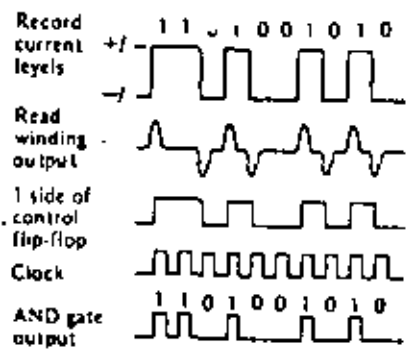 Record
current
levels
+I
−I
1 1 0 1 0 0 1 0 1 0
Read
winding
output
1 side of
control
flip-flop
Clock
AND gate
output
1 1 0 1 0 0 1 0 1 0